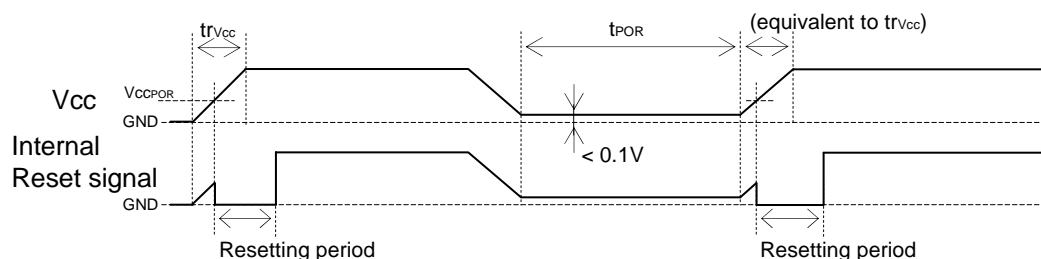 trVcc
tPOR
(equivalent to trVcc)
Vcc
VccPOR
GND
< 0.1V
Internal
Reset signal
GND
Resetting period
Resetting period